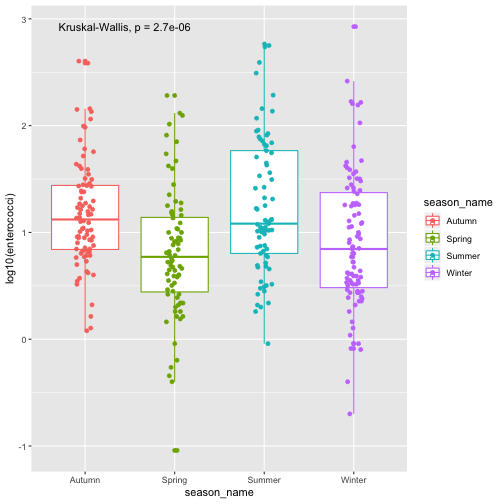 Kruskal-Wallis, p = 2.7e-06
3
2
1
0
-1
log10(enterococci)
Autumn
Spring
Summer
Winter
season_name
season_name
Autumn
Spring
Summer
Winter